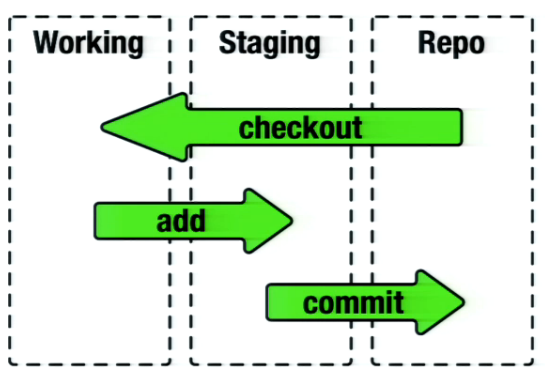 Working
Staging
Repo
checkout
add
commit